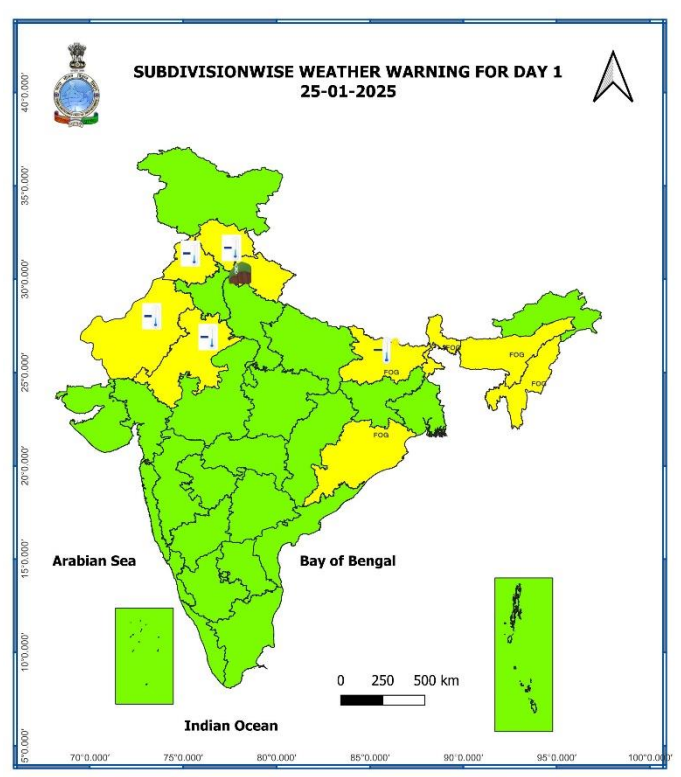 SUBDIVISIONWISE WEATHER WARNING FOR DAY 1
25-01-2025
40°0.000'
35°0.000'
30°0.000'
25°0.000'
20°0.000'
15°0.000'
10°0.000'
5°0.000'
FOG
FOG
FOG
FOG
FOG
Arabian Sea
Bay of Bengal
0 250 500 km
Indian Ocean
70°0.000' 75°0.000' 80°0.000' 85°0.000' 90°0.000' 95°0.000' 100°0.000'